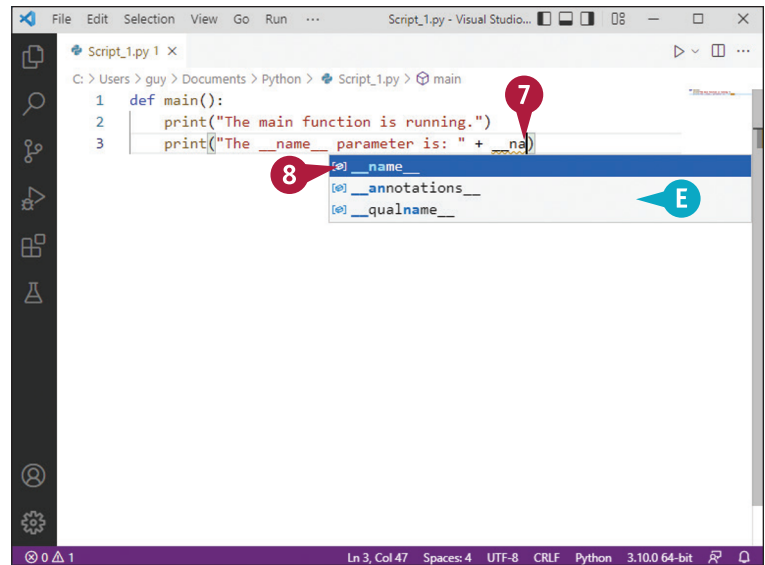 File Edit Selection View Go Run ··· Script_1.py - Visual Studio...
Script_1.py 1
C: > Users > guy > Documents > Python > Script_1.py > main
1 def main():
7
2 print("The main function is running.")
3 print("The __name__ parameter is: " + __na)
8 __name__
__annotations__
E
__qualname__
0 1 Ln 3, Col 47 Spaces: 4 UTF-8 CRLF Python 3.10.0 64-bit